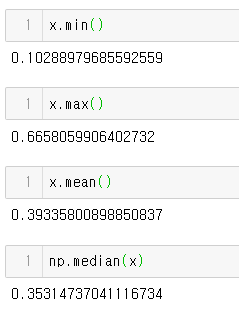 1 x.min()
0.10288979685592559
1 x.max()
0.6658059906402732
1 x.mean()
0.39335800898850837
1 np.median(x)
0.35314737041116734